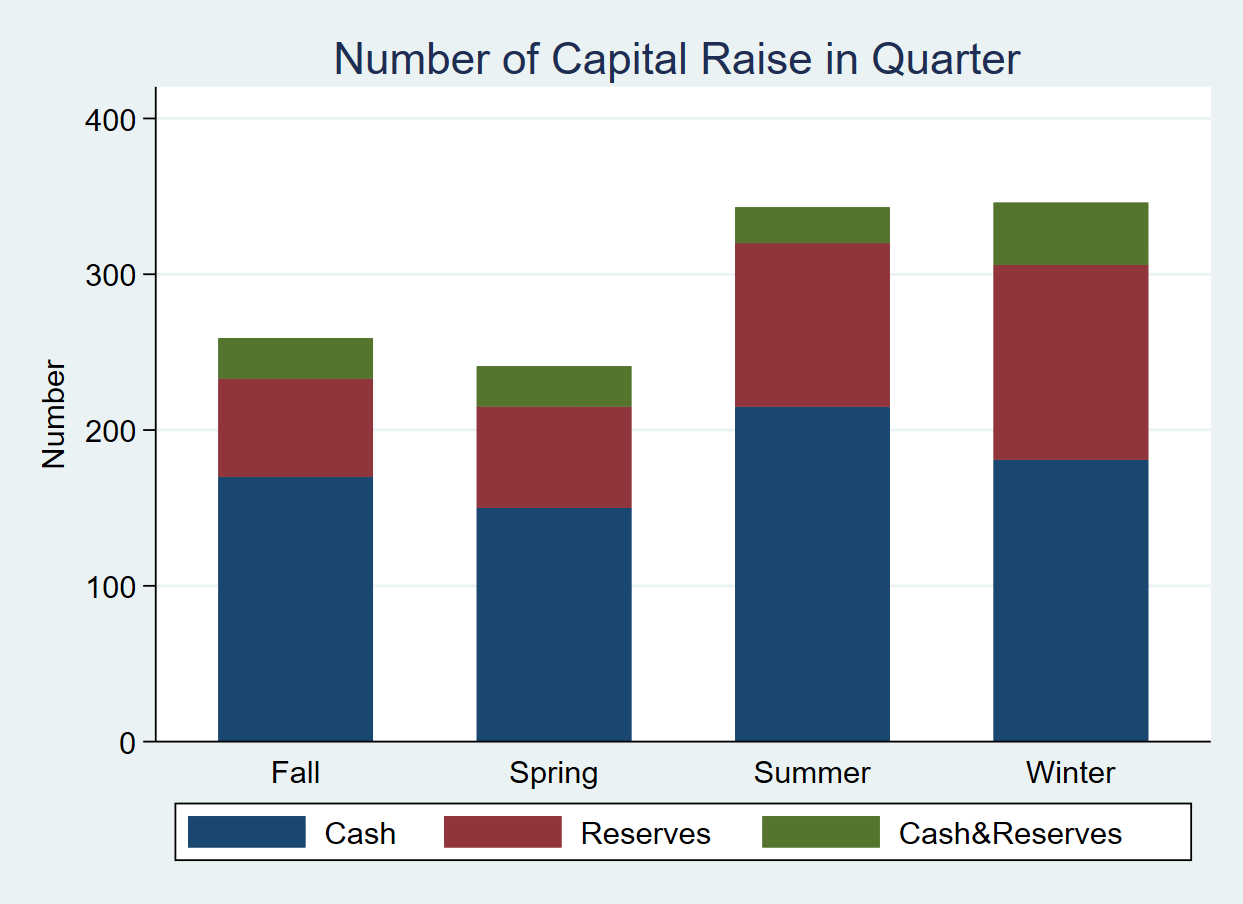 Number of Capital Raise in Quarter
400
300
200
100
0
Number
Fall Spring Summer Winter
Cash Reserves Cash&Reserves